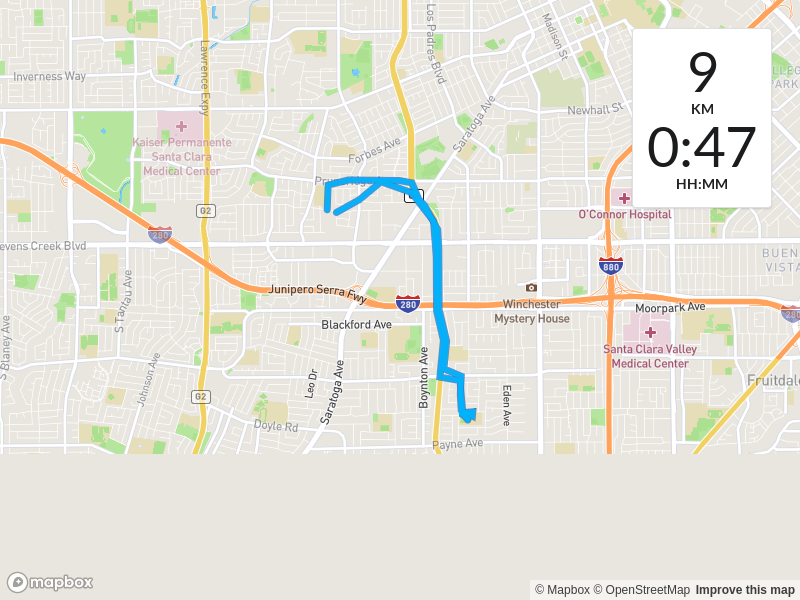 Inverness Way
Lawrence Expy
Los Padres Blvd
Madison St
Saratoga Ave
Newhall St
Forbes Ave
Kaiser Permanente
Santa Clara
Medical Center
G2
280
evens Creek Blvd
Junipero Serra Fwy
280
Blackford Ave
Leo Dr
Saratoga Ave
Boynton Ave
Eden Ave
S Tantau Ave
S Blaney Ave
Johnson Ave
G2
Doyle Rd
Payne Ave
9
KM
0:47
HH:MM
O'Connor Hospital
880
BUEN
VISTA
Winchester
Mystery House
Moorpark Ave
280
Santa Clara Valley
Medical Center
Fruitdale
mapbox
© Mapbox © OpenStreetMap Improve this map